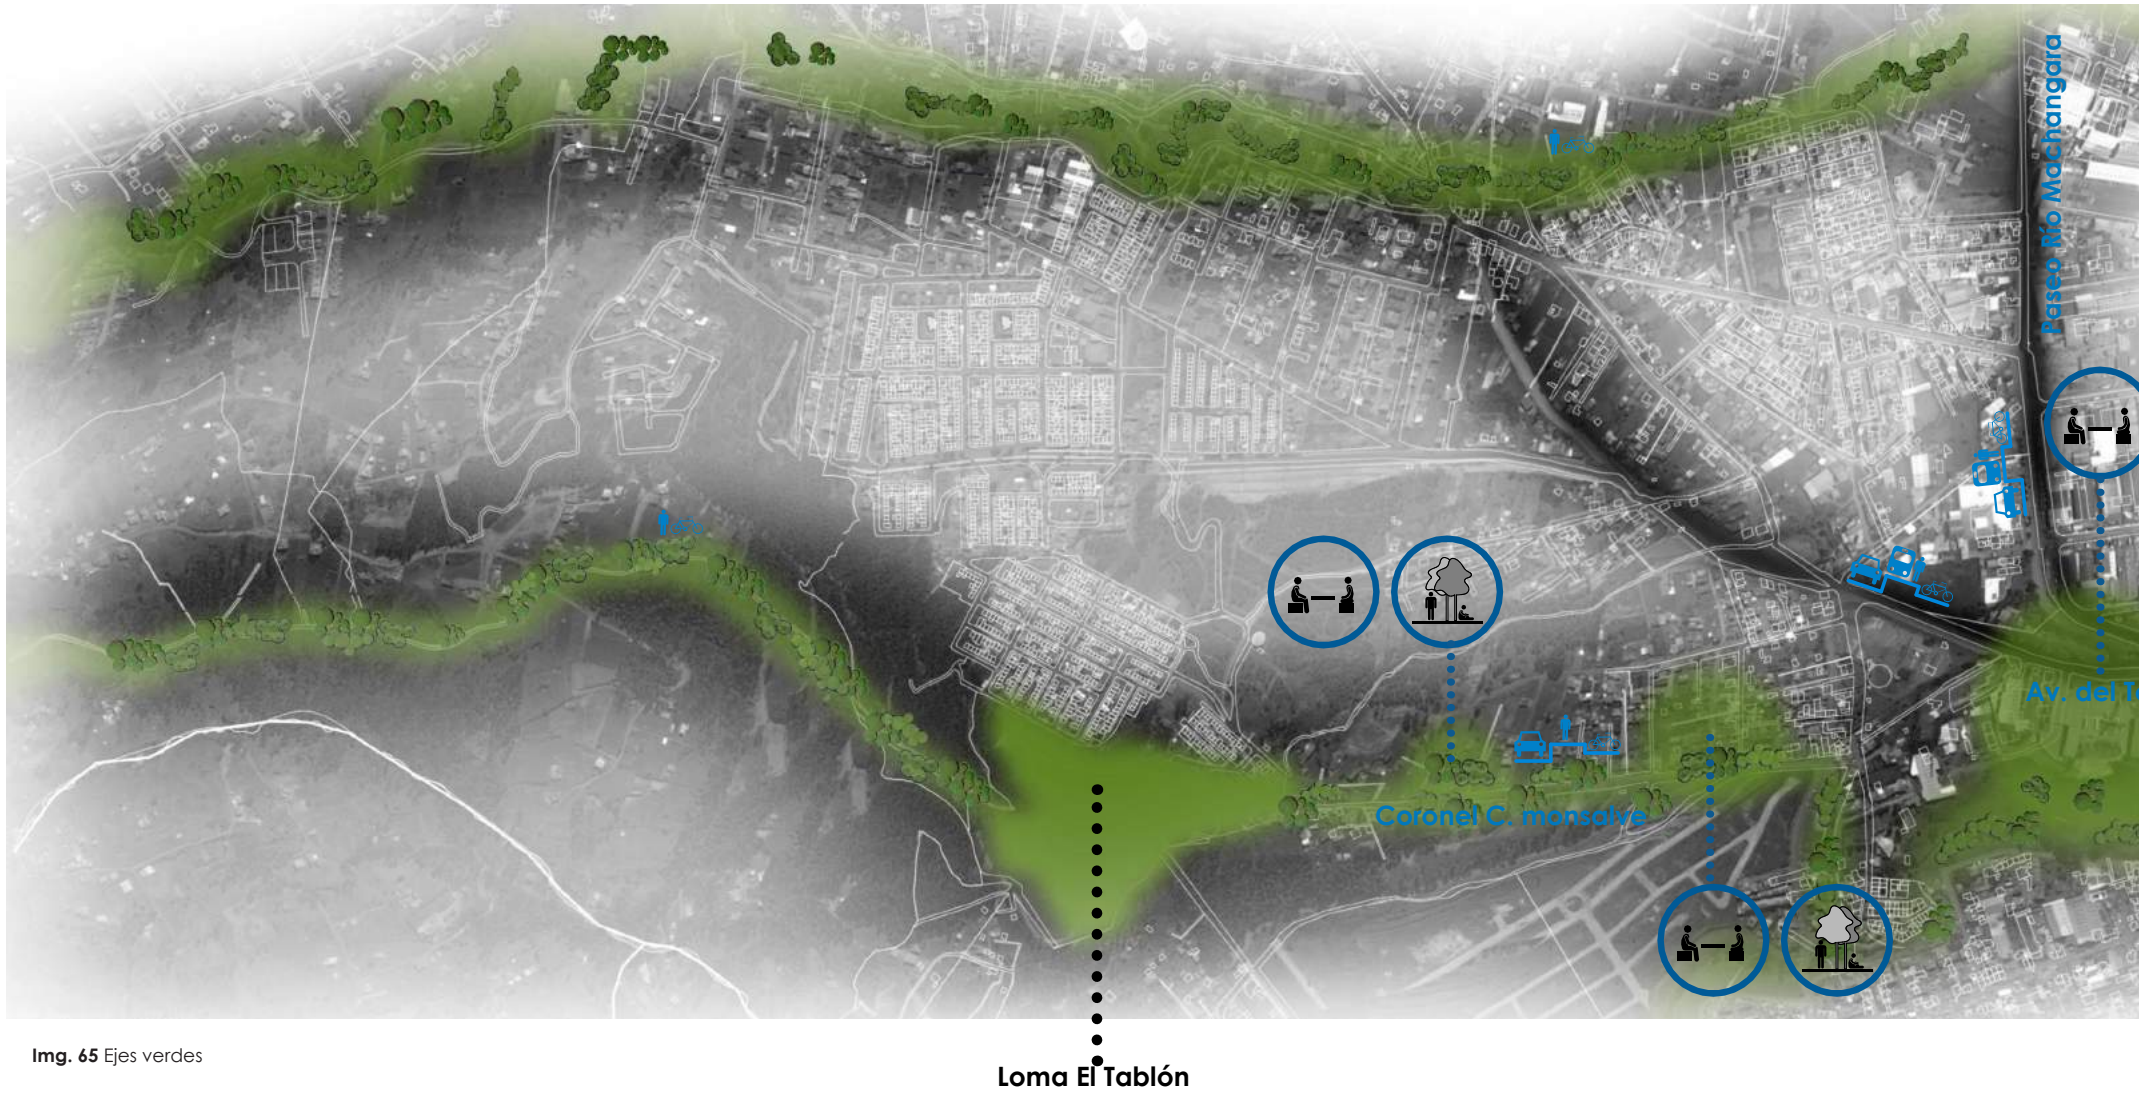 Paseo Río Machangara
Av. del T
Coronel C. monsalve
Img. 65 Ejes verdes
Loma El Tablón